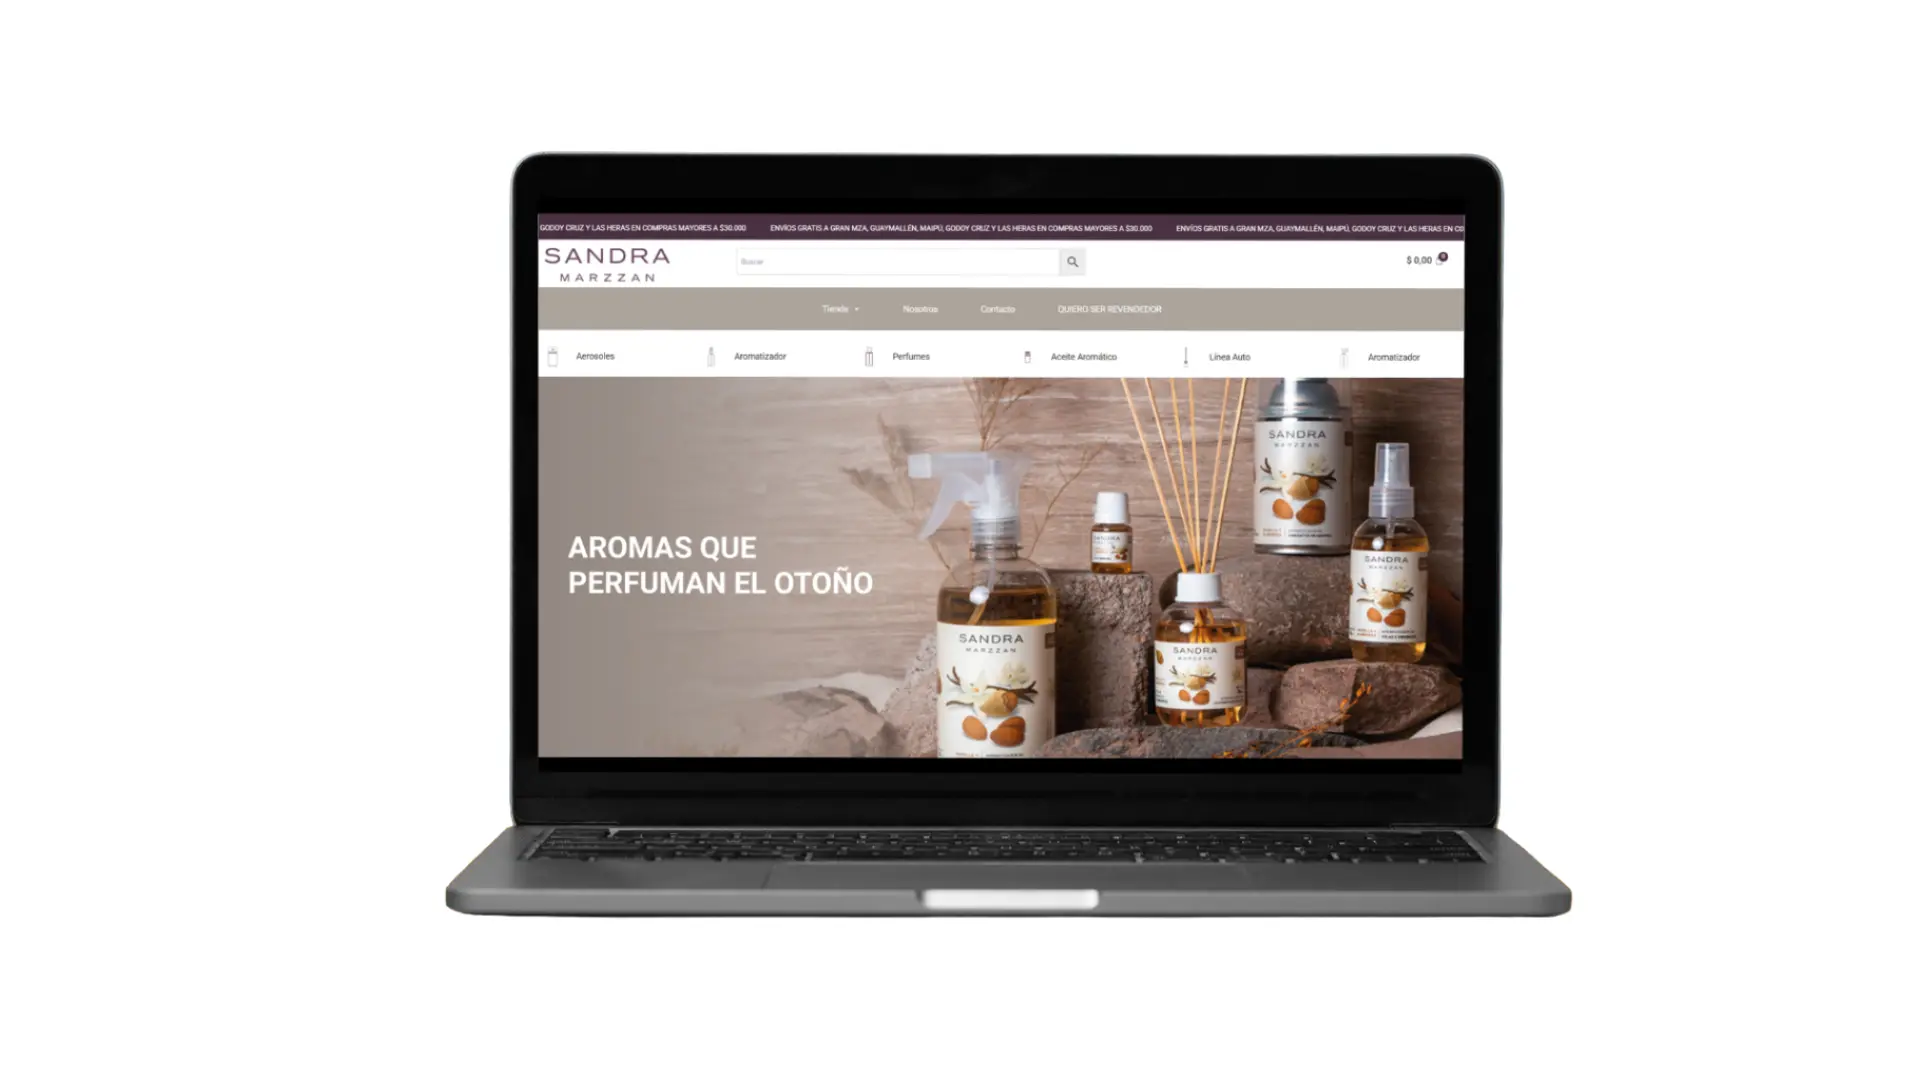 GODOY CRUZ Y LAS HERAS EN COMPRAS MAYORES A $30.000 ENVÍOS GRATIS A GRAN MZA, GUAYMALLÉN, MAIPÚ, GODOY CRUZ Y LAS HERAS EN COMPRAS MAYORES A $30.000 ENVÍOS GRATIS A GRAN MZA, GUAYMALLÉN, MAIPÚ, GODOY CRUZ Y LAS HERAS EN CO
SANDRA
MARZZAN
Buscar
$ 0,00 0
Tienda Nosotros Contacto QUIERO SER REVENDEDOR
Aerosoles Aromatizador Perfumes Aceite Aromático Línea Auto Aromatizador
AROMAS QUE
PERFUMAN EL OTOÑO
SANDRA
MARZZAN
SANDRA
SANDRA
MARZZAN
SANDRA
MARZZAN
SANDRA
MARZZAN